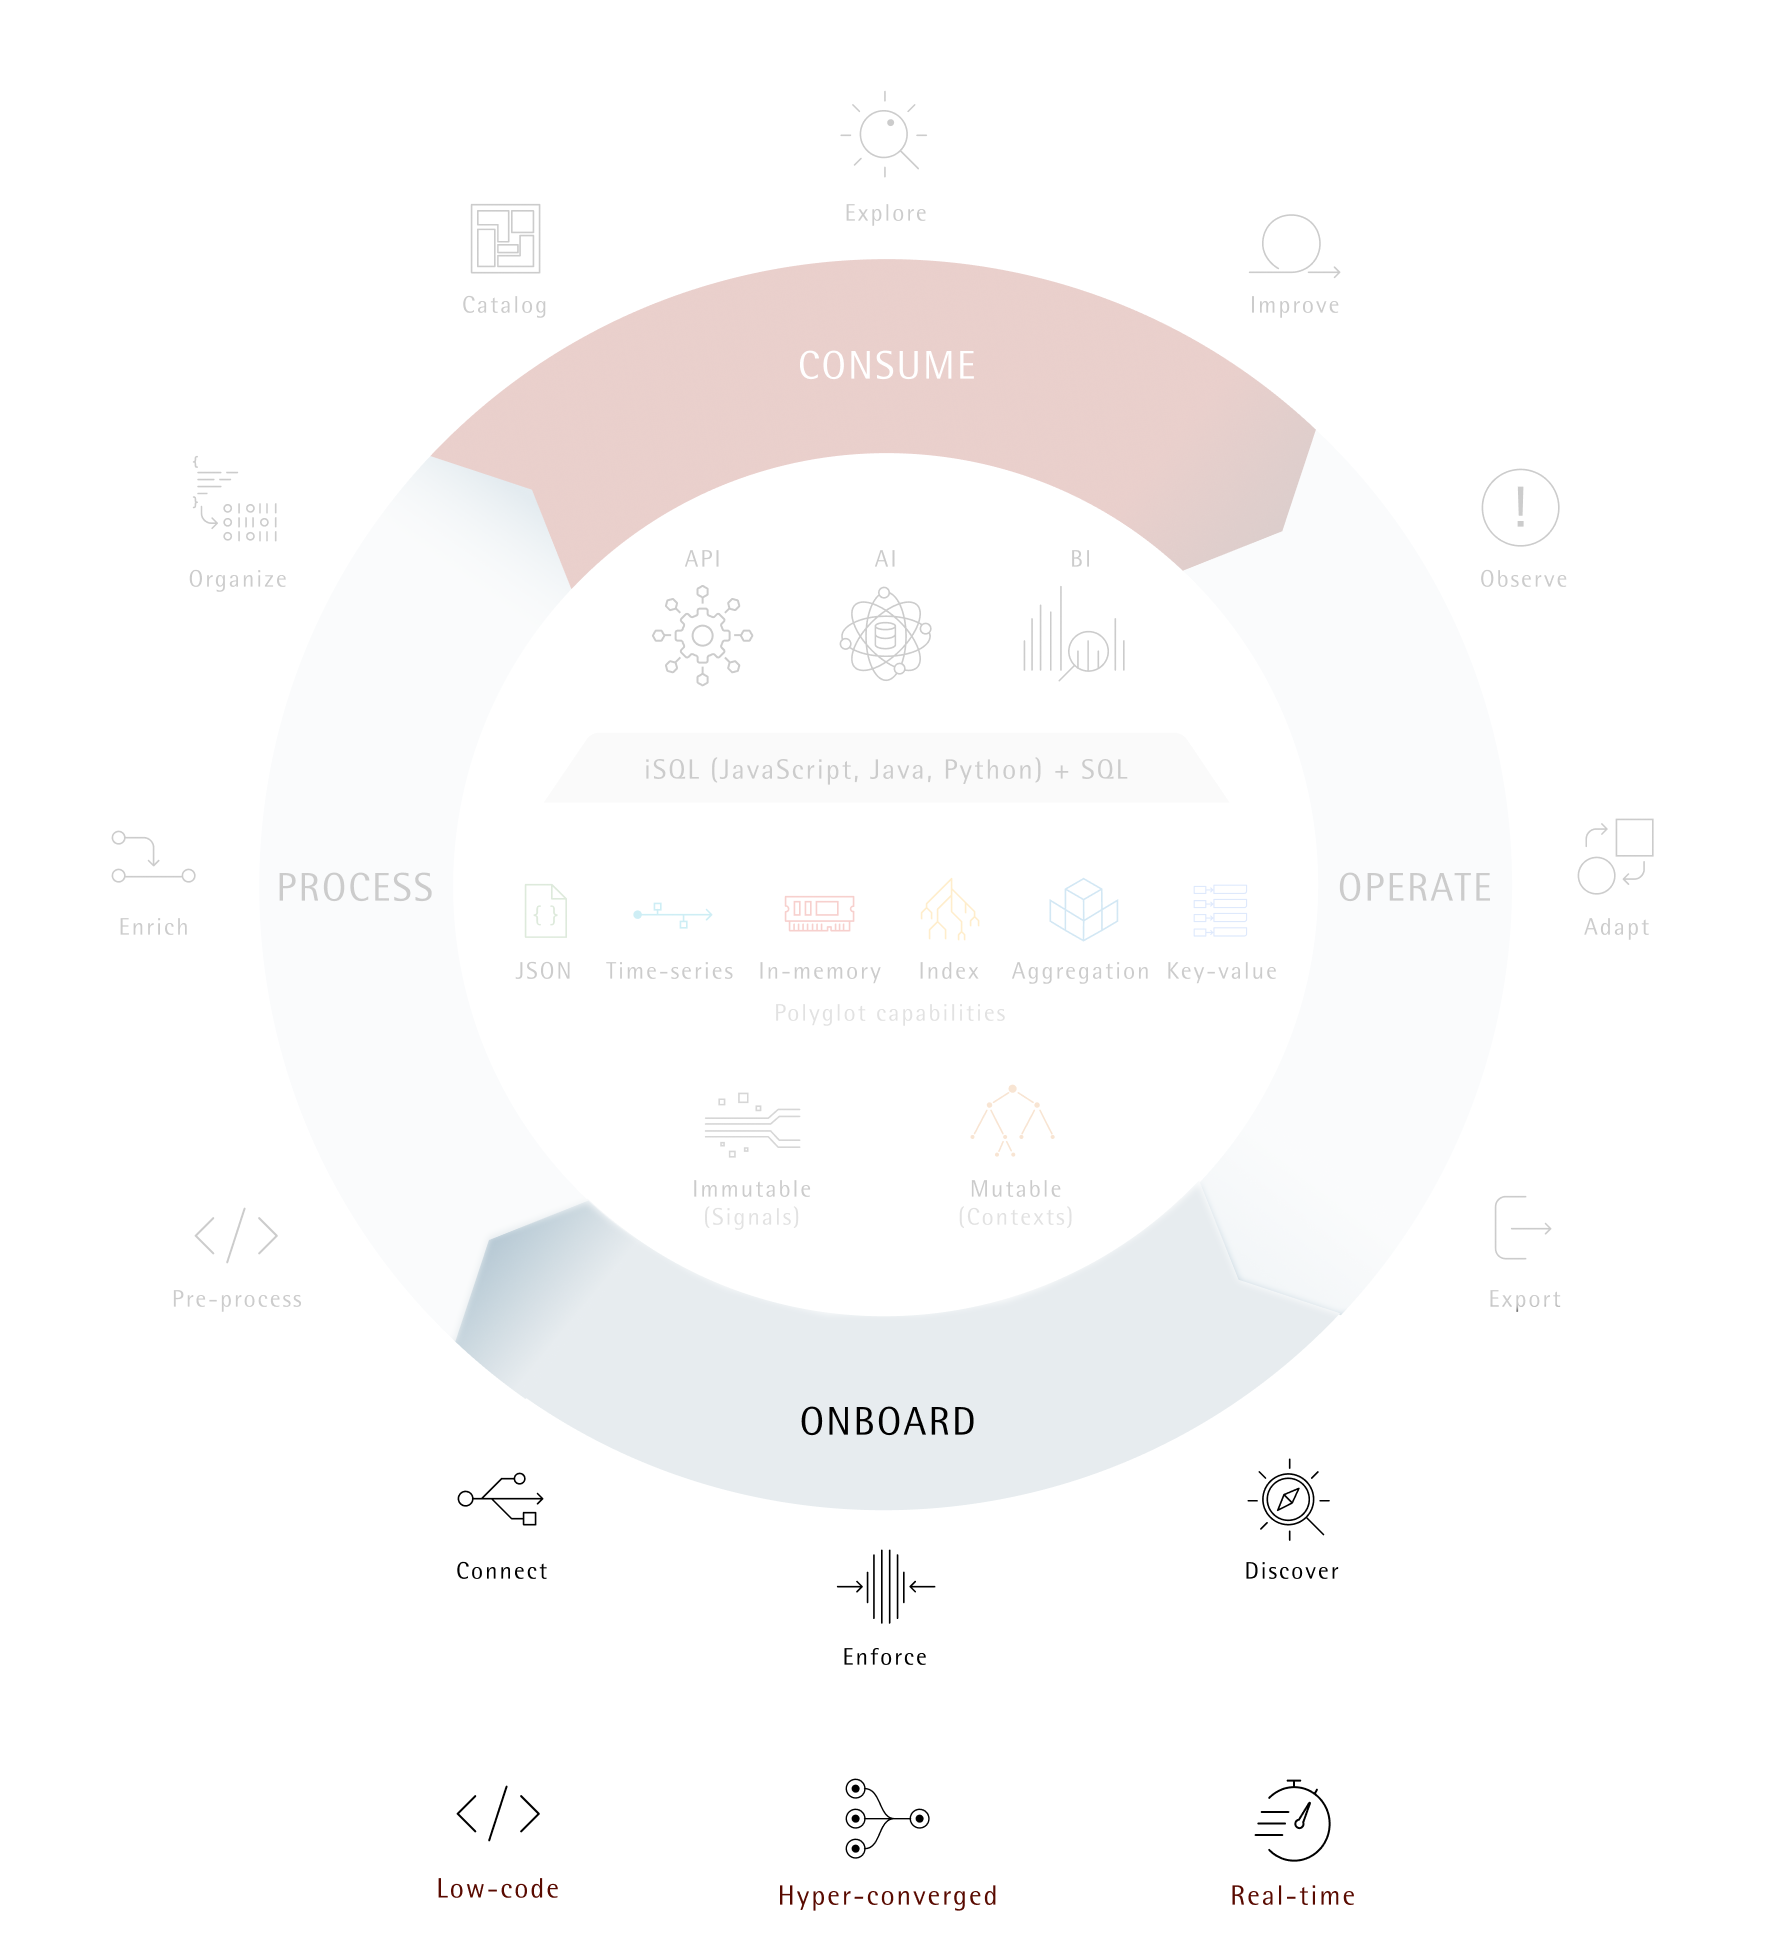 Explore
Catalog
Improve
CONSUME
Organize
Observe
API
AI
BI
iSQL (JavaScript, Java, Python) + SQL
PROCESS
OPERATE
Enrich
Adapt
{ }
JSON
Time-series
In-memory
Index
Aggregation
Key-value
Polyglot capabilities
Immutable
(Signals)
Mutable
(Contexts)
Pre-process
Export
ONBOARD
Connect
Discover
Enforce
Low-code
Hyper-converged
Real-time